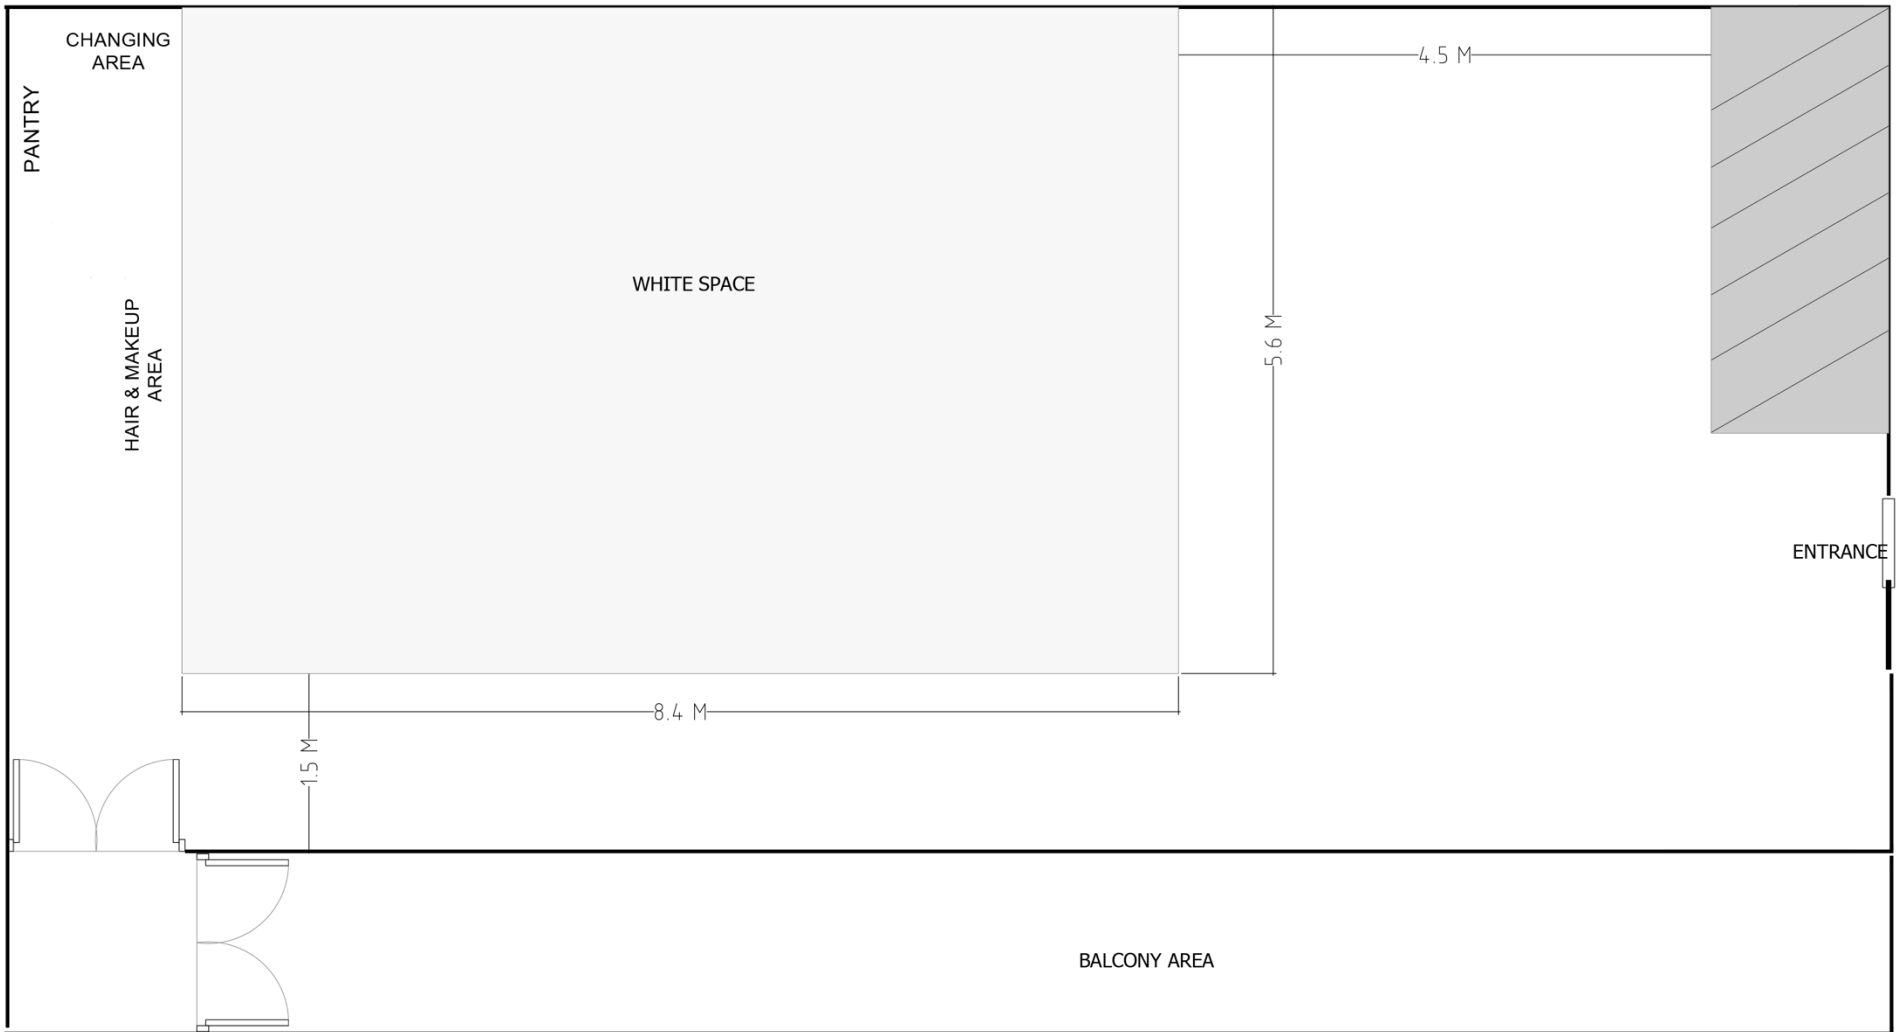 CHANGING
AREA
4.5 M
PANTRY
WHITE SPACE
HAIR & MAKEUP
AREA
5.6 M
ENTRANCE
8.4 M
1.5 M
BALCONY AREA